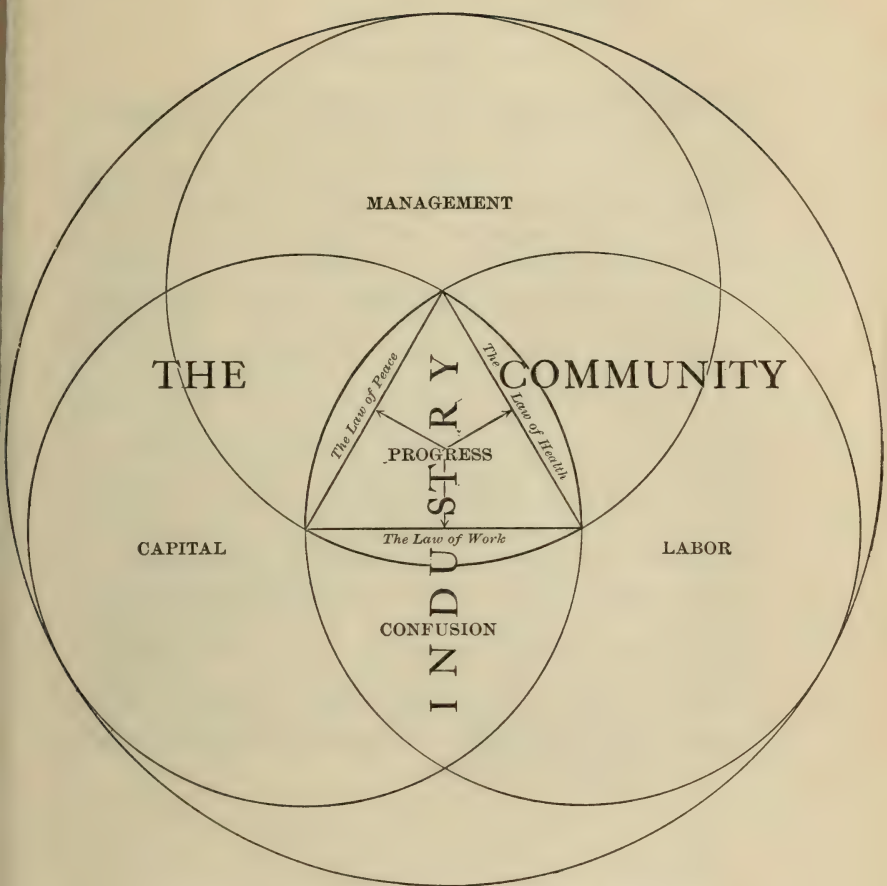 MANAGEMENT
THE COMMUNITY
The Law of Peace
The Law of Health
PROGRESS
INDUSTRY
The Law of Work
CAPITAL
LABOR
CONFUSION